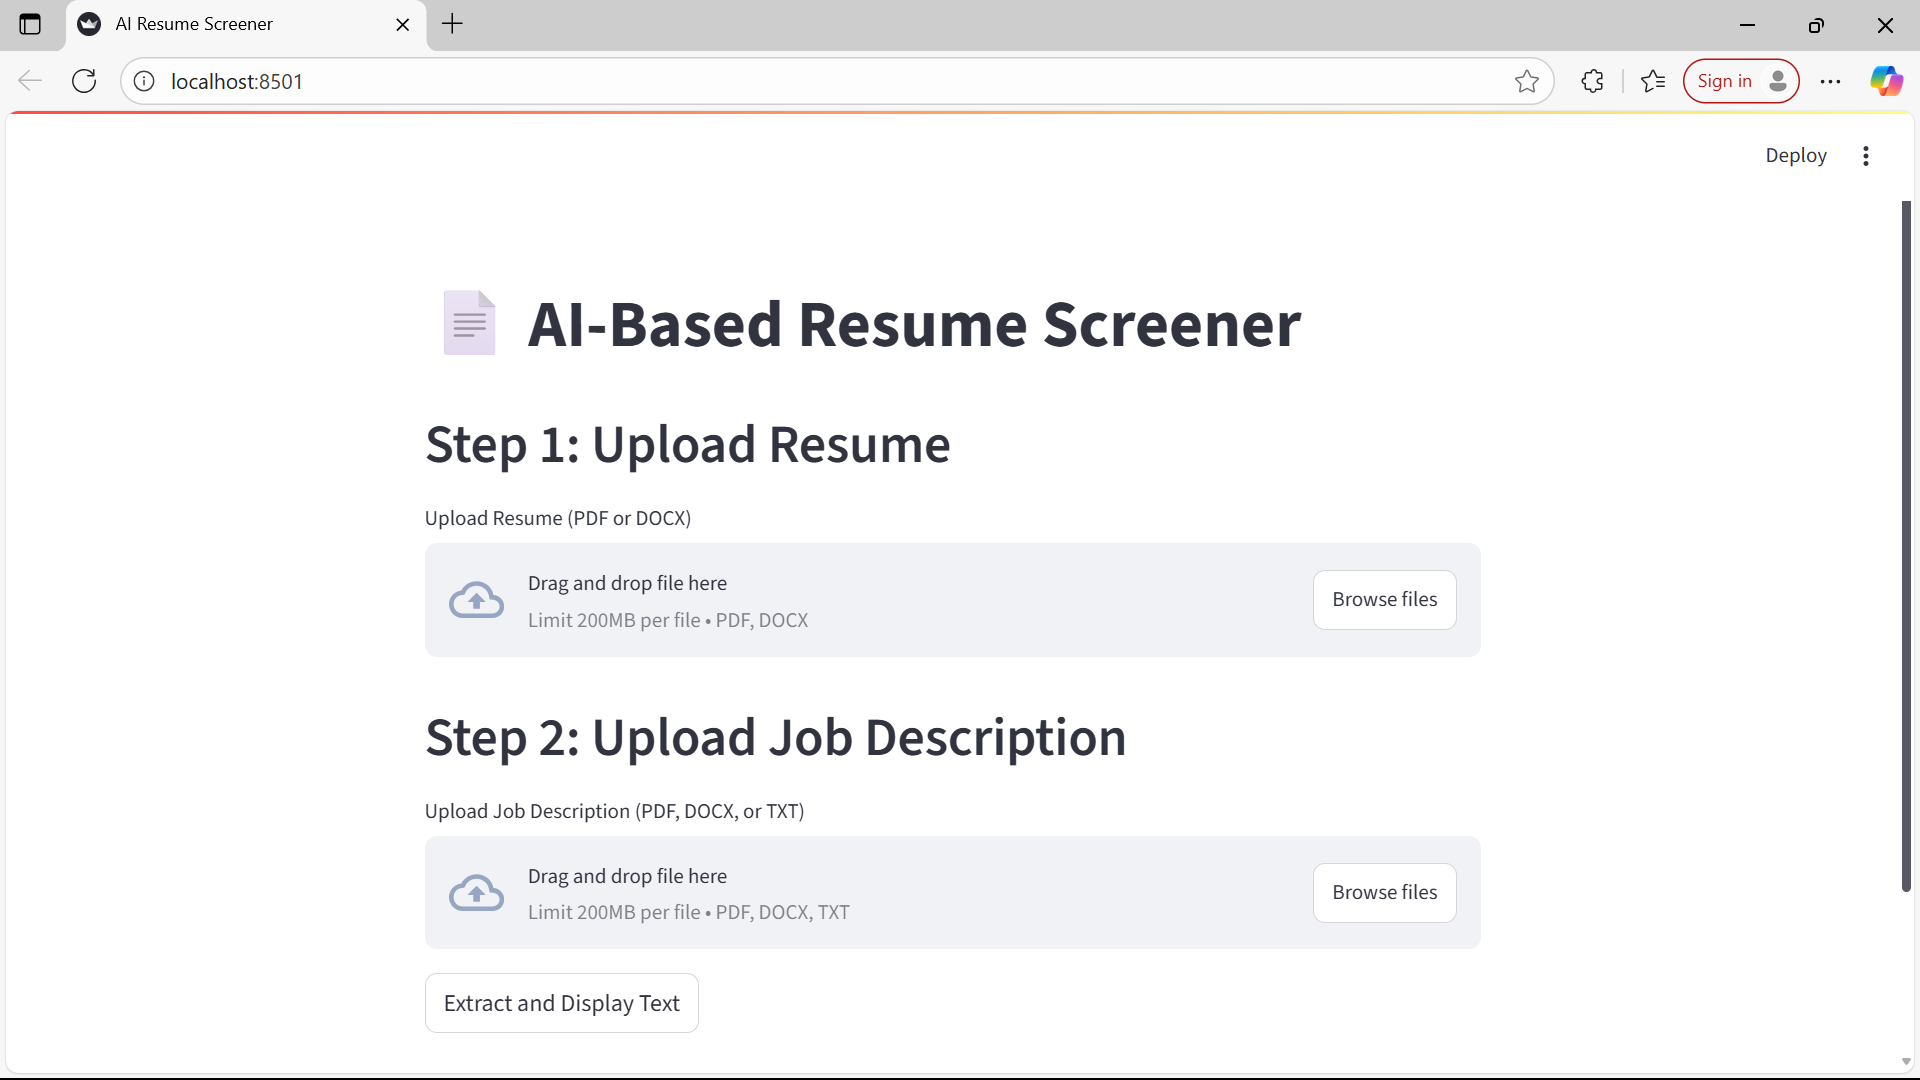 AI Resume Screener
localhost:8501
Sign in
Deploy
AI-Based Resume Screener
Step 1: Upload Resume
Upload Resume (PDF or DOCX)
Drag and drop file here
Limit 200MB per file • PDF, DOCX
Browse files
Step 2: Upload Job Description
Upload Job Description (PDF, DOCX, or TXT)
Drag and drop file here
Limit 200MB per file • PDF, DOCX, TXT
Browse files
Extract and Display Text